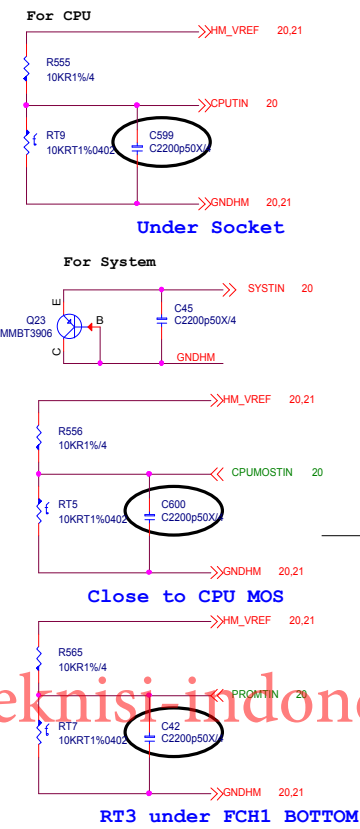 For CPU
HM_VREF 20,21
R555
10KR1%/4
CPUTIN 20
RT9
10KRT1%0402
C599
C2200p50X/4
GNDHM 20,21
Under Socket
For System
SYSTIN 20
E
Q23
B
MMBT3906
C
C45
C2200p50X/4
GNDHM
HM_VREF 20,21
R556
10KR1%/4
CPUMOSTIN 20
RT5
10KRT1%0402
C600
C2200p50X/4
GNDHM 20,21
Close to CPU MOS
HM_VREF 20,21
R565
10KR1%/4
eknisi-indone
PROMTIN 20
RT7
10KRT1%0402
C42
C2200p50X/4
GNDHM 20,21
RT3 under FCH1 BOTTOM